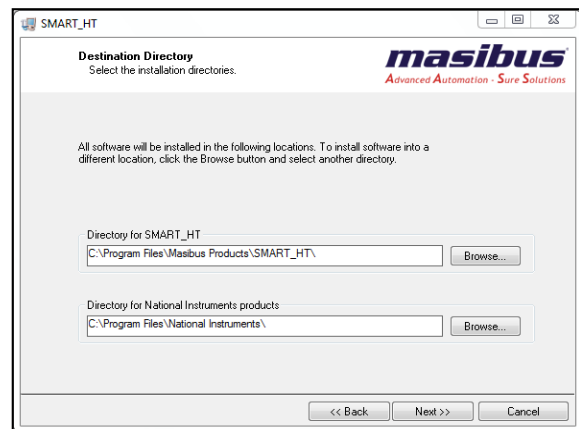 SMART_HT
Destination Directory
Select the installation directories.
masibus
Advanced Automation - Sure Solutions
All software will be installed in the following locations. To install software into a
different location, click the Browse button and select another directory.
Directory for SMART_HT
C:\Program Files\Masibus Products\SMART_HT\
Browse...
Directory for National Instruments products
C:\Program Files\National Instruments\
Browse...
<< Back
Next >>
Cancel